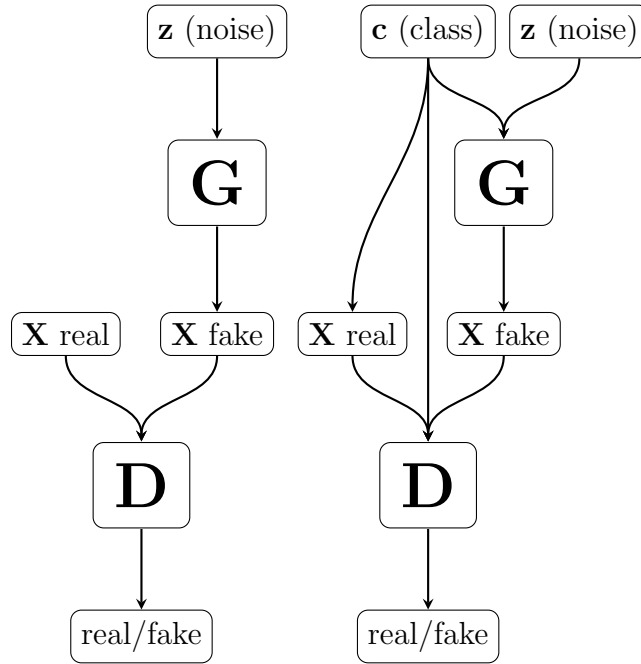 z (noise)
c (class)
z (noise)
G
G
X real
X fake
X real
X fake
D
D
real/fake
real/fake